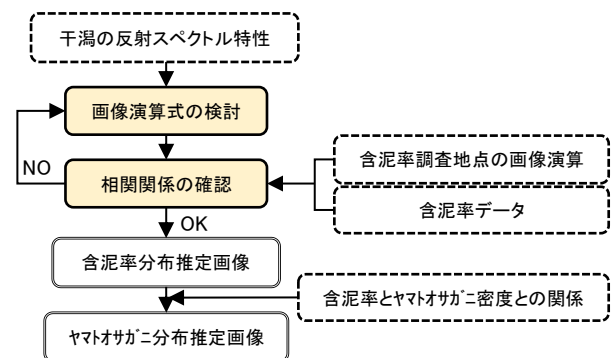 干潟の反射スペクトル特性
画像演算式の検討
NO
相関関係の確認
含泥率調査地点の画像演算
含泥率データ
OK
含泥率分布推定画像
含泥率とﾔﾏﾄｵｻｶﾞﾆ密度との関係
ﾔﾏﾄｵｻｶﾞﾆ分布推定画像